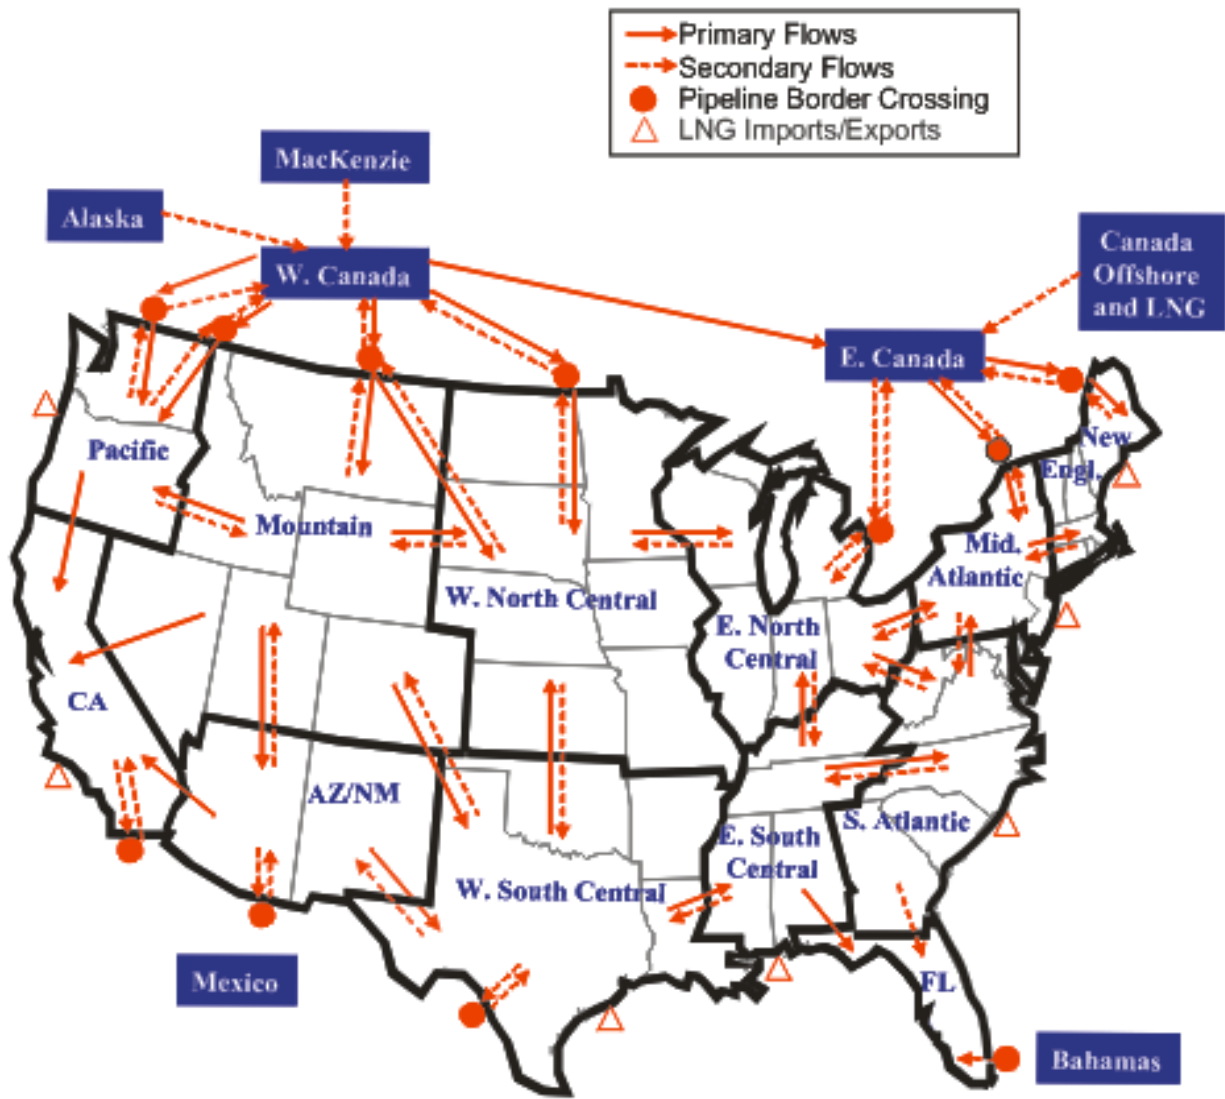 Primary Flows
Secondary Flows
Pipeline Border Crossing
LNG Imports/Exports
MacKenzie
Alaska
W. Canada
Canada
Offshore
and LNG
E. Canada
Pacific
New
Engl.
Mountain
Mid.
Atlantic
W. North Central
E. North
Central
CA
AZ/NM
S. Atlantic
E. South
Central
W. South Central
Mexico
FL
Bahamas